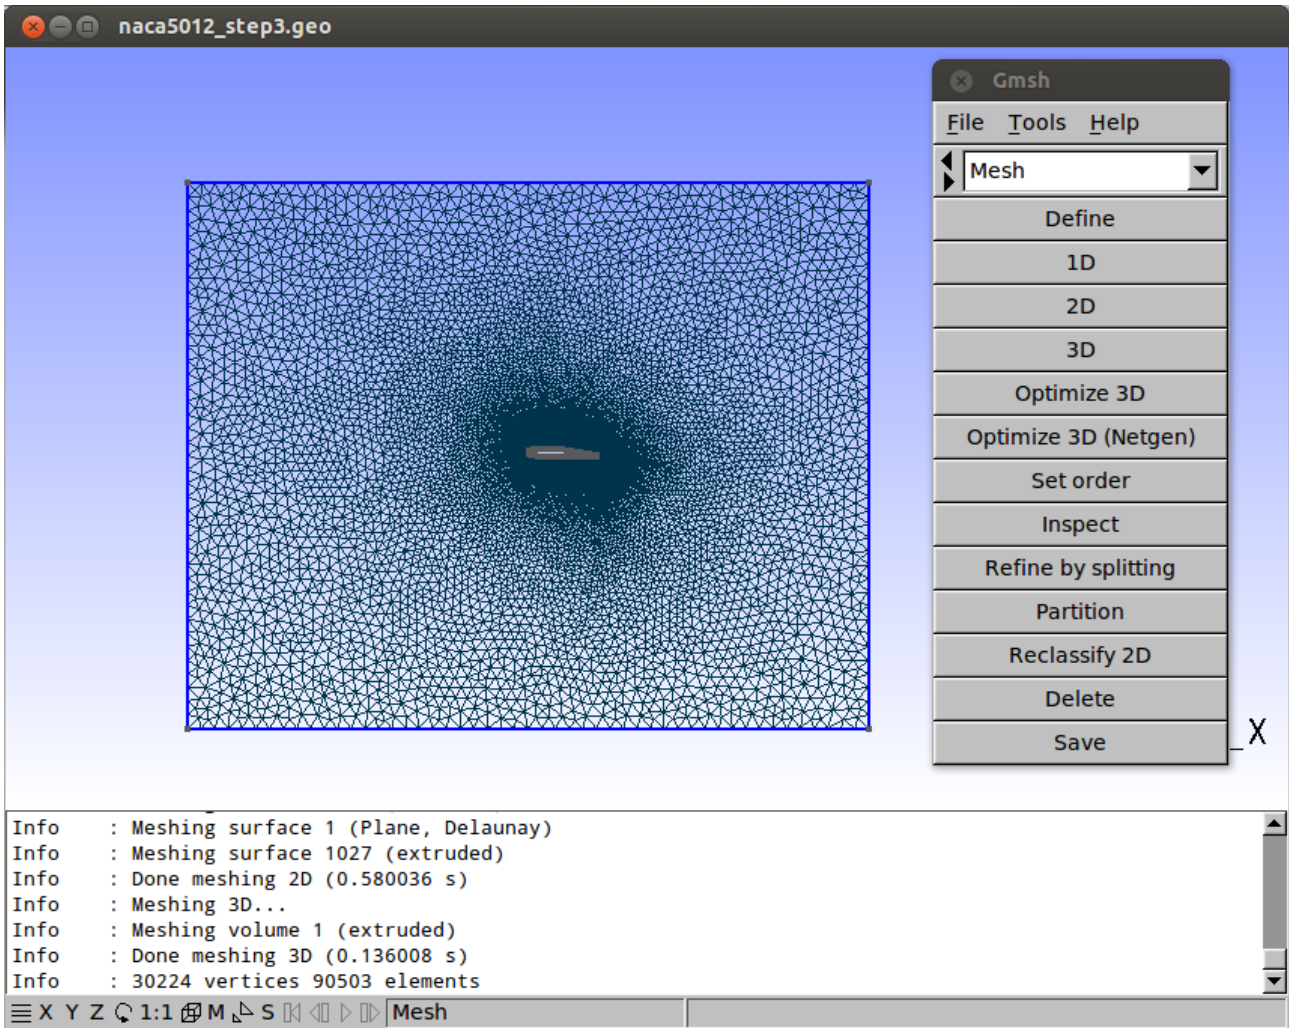 naca5012_step3.geo
Gmsh
File Tools Help
Mesh
Define
1D
2D
3D
Optimize 3D
Optimize 3D (Netgen)
Set order
Inspect
Refine by splitting
Partition
Reclassify 2D
Delete
Save
X
Info : Meshing surface 1 (Plane, Delaunay)
Info : Meshing surface 1027 (extruded)
Info : Done meshing 2D (0.580036 s)
Info : Meshing 3D...
Info : Meshing volume 1 (extruded)
Info : Done meshing 3D (0.136008 s)
Info : 30224 vertices 90503 elements
X Y Z 1:1 M S Mesh